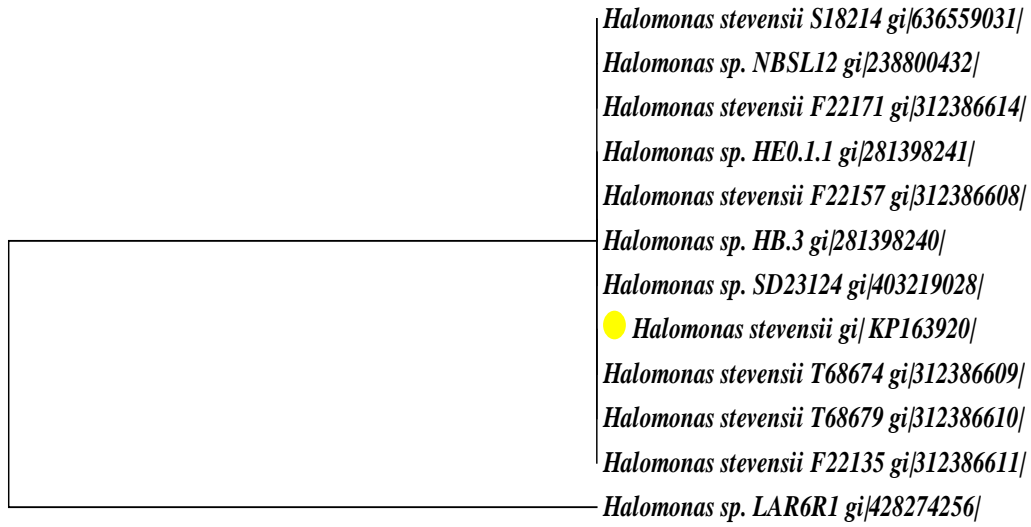 Halomonas stevensii S18214 gi|636559031|
Halomonas sp. NBSL12 gi|238800432|
Halomonas stevensii F22171 gi|312386614|
Halomonas sp. HE0.1.1 gi|281398241|
Halomonas stevensii F22157 gi|312386608|
Halomonas sp. HB.3 gi|281398240|
Halomonas sp. SD23124 gi|403219028|
Halomonas stevensii gi| KP163920|
Halomonas stevensii T68674 gi|312386609|
Halomonas stevensii T68679 gi|312386610|
Halomonas stevensii F22135 gi|312386611|
Halomonas sp. LAR6R1 gi|428274256|